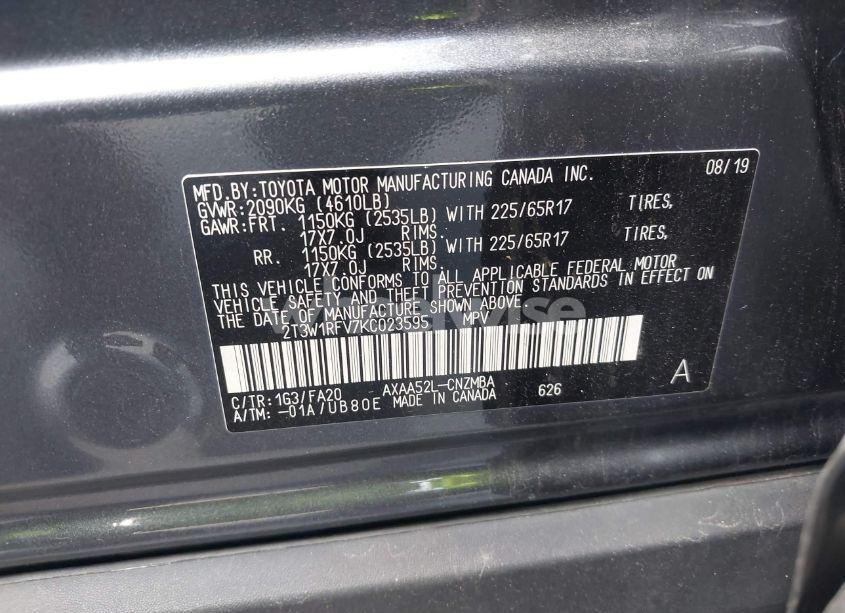 MFD.BY:TOYOTA MOTOR MANUFACTURING CANADA INC. 08/19
GVWR:2090KG (4610LB)
GAWR:FRT. 1150KG (2535LB) WITH 225/65R17 TIRES,
17X7.0J RIMS.
RR. 1150KG (2535LB) WITH 225/65R17 TIRES,
17X7.0J RIMS.
THIS VEHICLE CONFORMS TO ALL APPLICABLE FEDERAL MOTOR
VEHICLE SAFETY AND THEFT PREVENTION STANDARDS IN EFFECT ON
THE DATE OF MANUFACTURE SHOWN ABOVE.
2T3W1RFV7KC023595 MPV
C/TR:1G3/FA20 AXAA52L-CNZMBA 626 A
A/TM:-01A/UB80E MADE IN CANADA